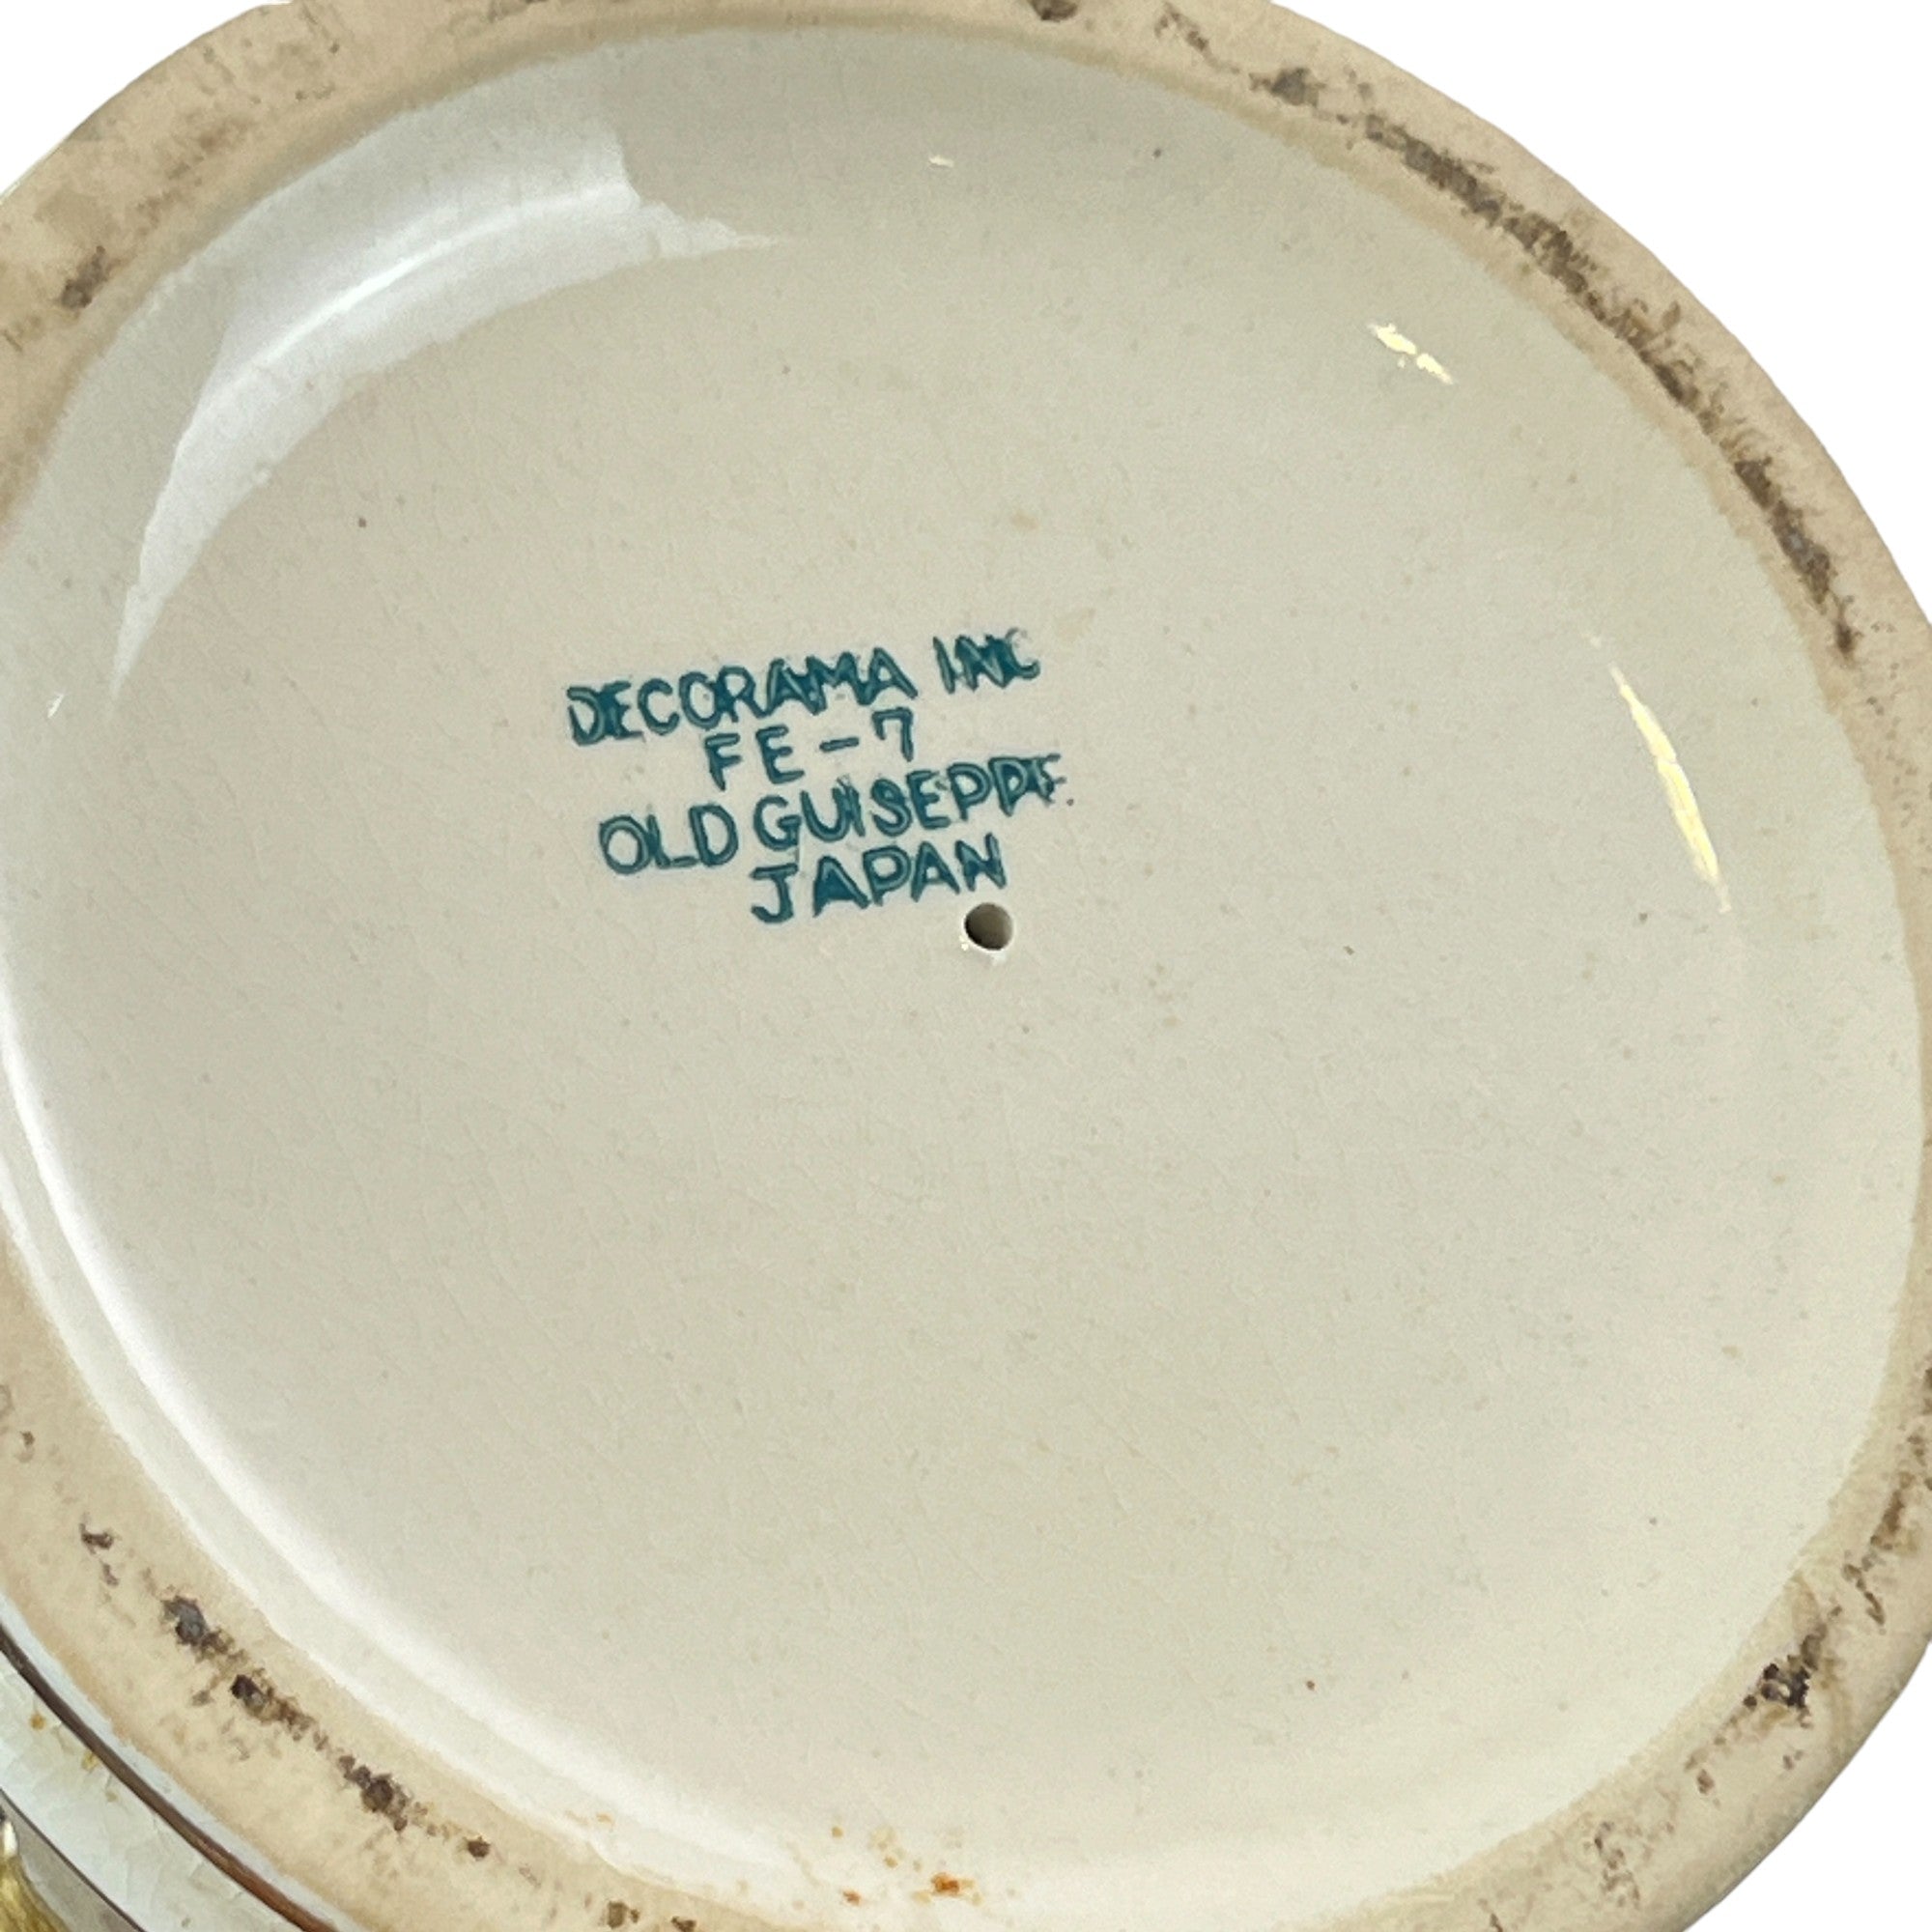 DECORAMA INC
FE-7
OLD GUISEPPE
JAPAN